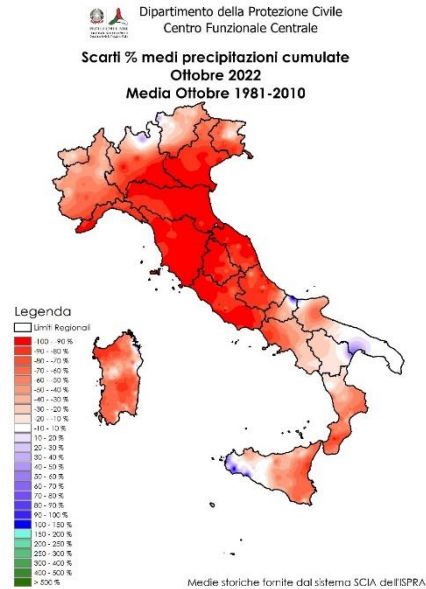 Dipartimento della Protezione Civile
Centro Funzionale Centrale
Scarti % medi precipitazioni cumulate
Ottobre 2022
Media Ottobre 1981-2010
Legenda
Limiti Regionali
-100 - -90 %
-90 - -80 %
-80 - -70 %
-70 - -60 %
-60 - -50 %
-50 - -40 %
-40 - -30 %
-30 - -20 %
-20 - -10 %
-10 - 10 %
10 - 20 %
20 - 30 %
30 - 40 %
40 - 50 %
50 - 60 %
60 - 70 %
70 - 80 %
80 - 90 %
90 - 100 %
100 - 150 %
150 - 200 %
200 - 250 %
250 - 300 %
300 - 400 %
400 - 500 %
> 500 %
Medie storiche fornite dal sistema SCIA dell'ISPRA